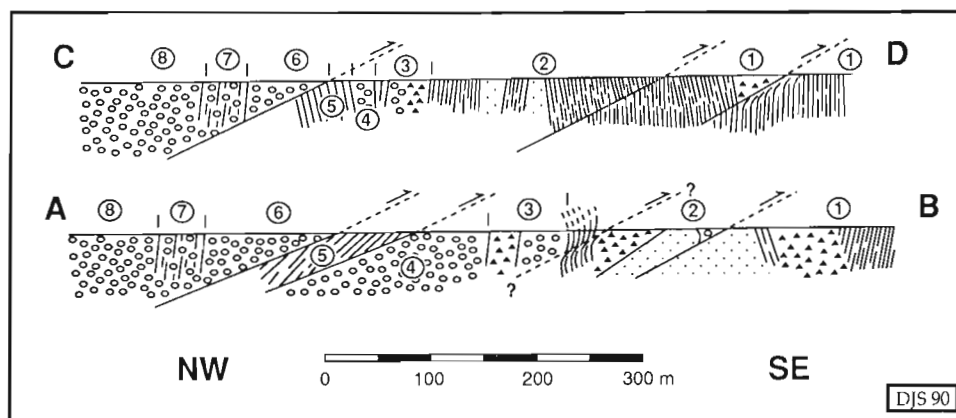 C ⑧ ⑦ ⑥ ③ ② ① ① D
⑤
④
A ⑧ ⑦ ⑥ ③ ? ② ① B
⑤ ④
?
NW SE
0 100 200 300 m
DJS 90